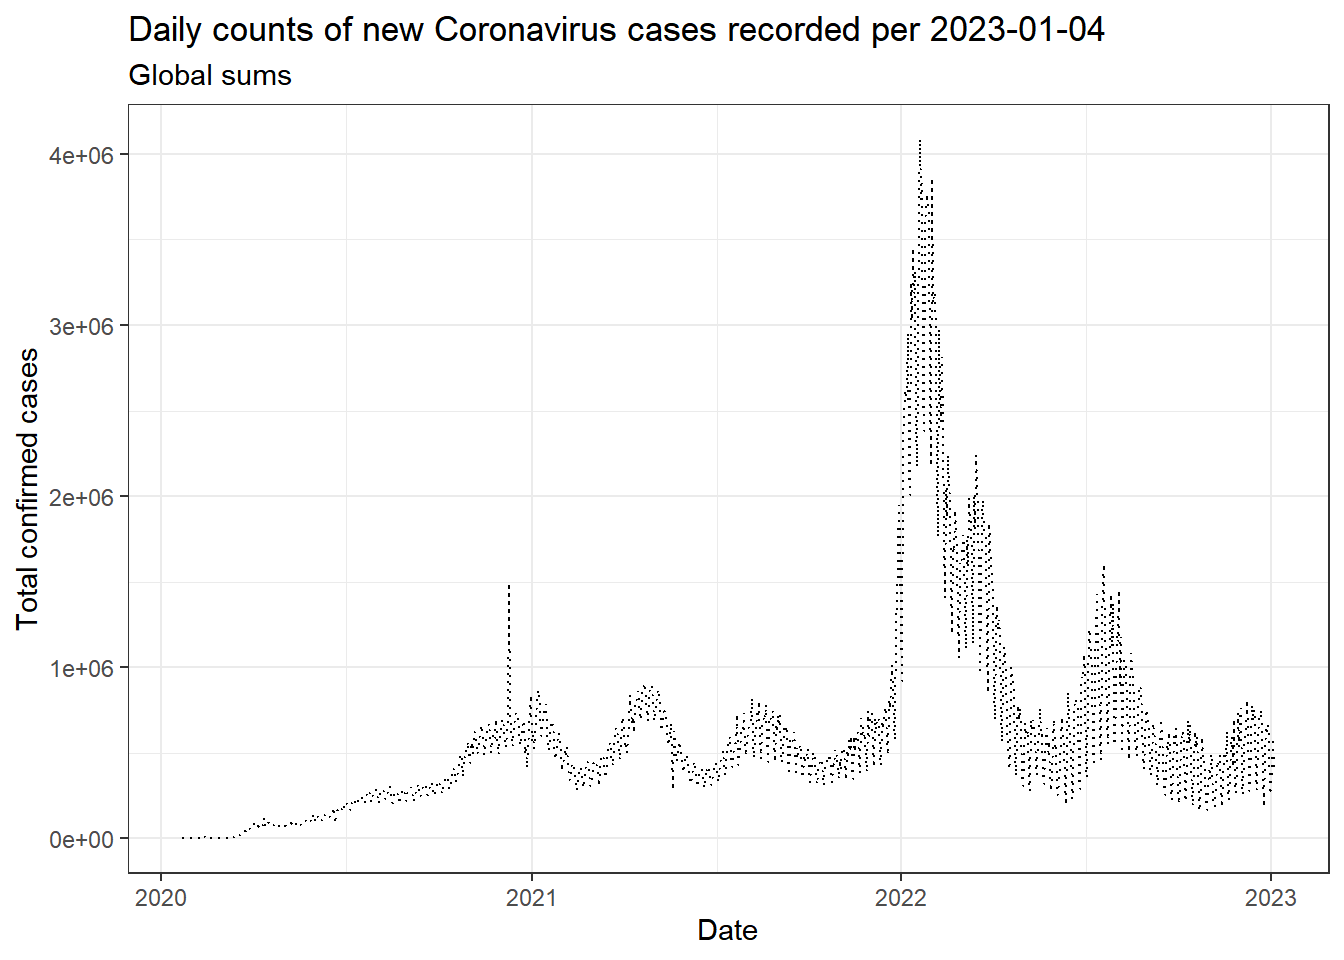 Daily counts of new Coronavirus cases recorded per 2023-01-04
Global sums
4e+06
3e+06
2e+06
1e+06
0e+00
Total confirmed cases
2020
2021
2022
2023
Date